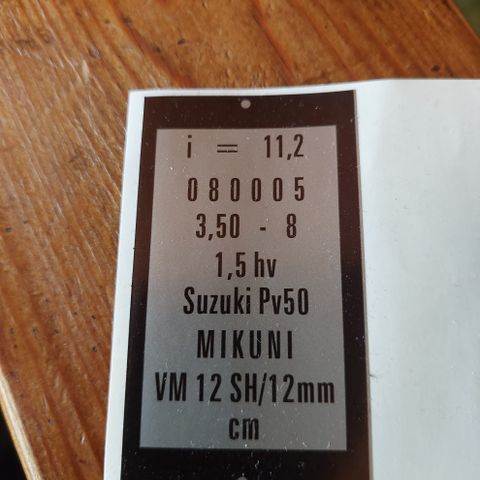 i = 11,2
080005
3,50 - 8
1,5 hv
Suzuki Pv50
MIKUNI
VM 12 SH/12mm
cm